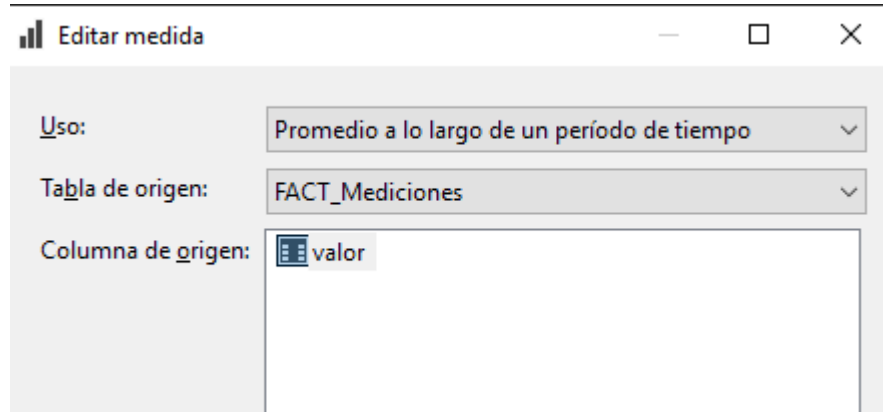 Editar medida
Uso: Promedio a lo largo de un período de tiempo
Tabla de origen: FACT_Mediciones
Columna de origen: valor